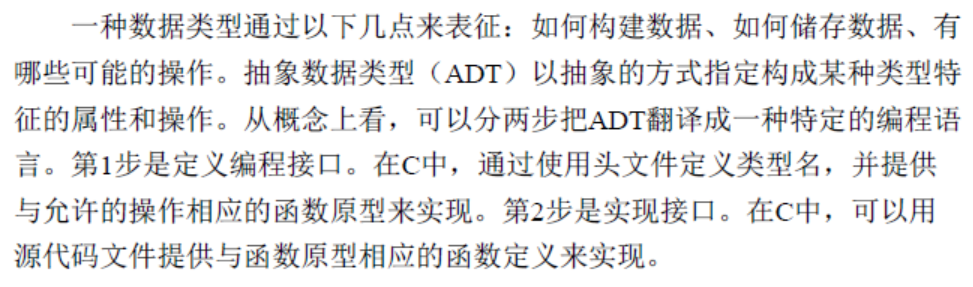 一种数据类型通过以下几点来表征：如何构建数据、如何储存数据、有
哪些可能的操作。抽象数据类型（ADT）以抽象的方式指定构成某种类型特
征的属性和操作。从概念上看，可以分两步把ADT翻译成一种特定的编程语
言。第1步是定义编程接口。在C中，通过使用头文件定义类型名，并提供
与允许的操作相应的函数原型来实现。第2步是实现接口。在C中，可以用
源代码文件提供与函数原型相应的函数定义来实现。